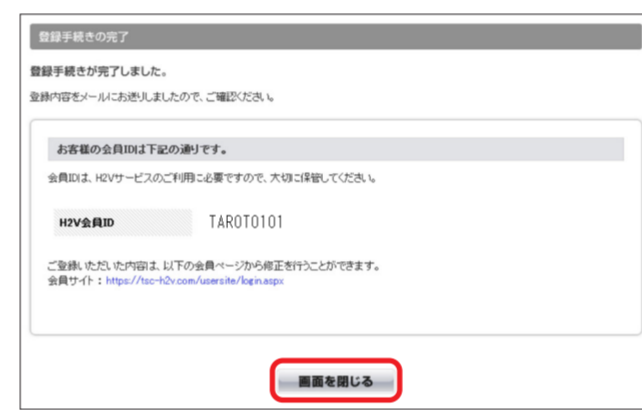 登録手続きの完了
登録手続きが完了しました。
登録内容をメールにお送りしましたので、ご確認ください。
お客様の会員IDは下記の通りです。
会員IDは、H2Vサービスのご利用に必要ですので、大切に保管してください。
H2V会員ID TAROT0101
ご登録いただいた内容は、以下の会員ページから修正を行うことができます。
会員サイト：https://tsc-h2v.com/usersite/login.aspx
画面を閉じる